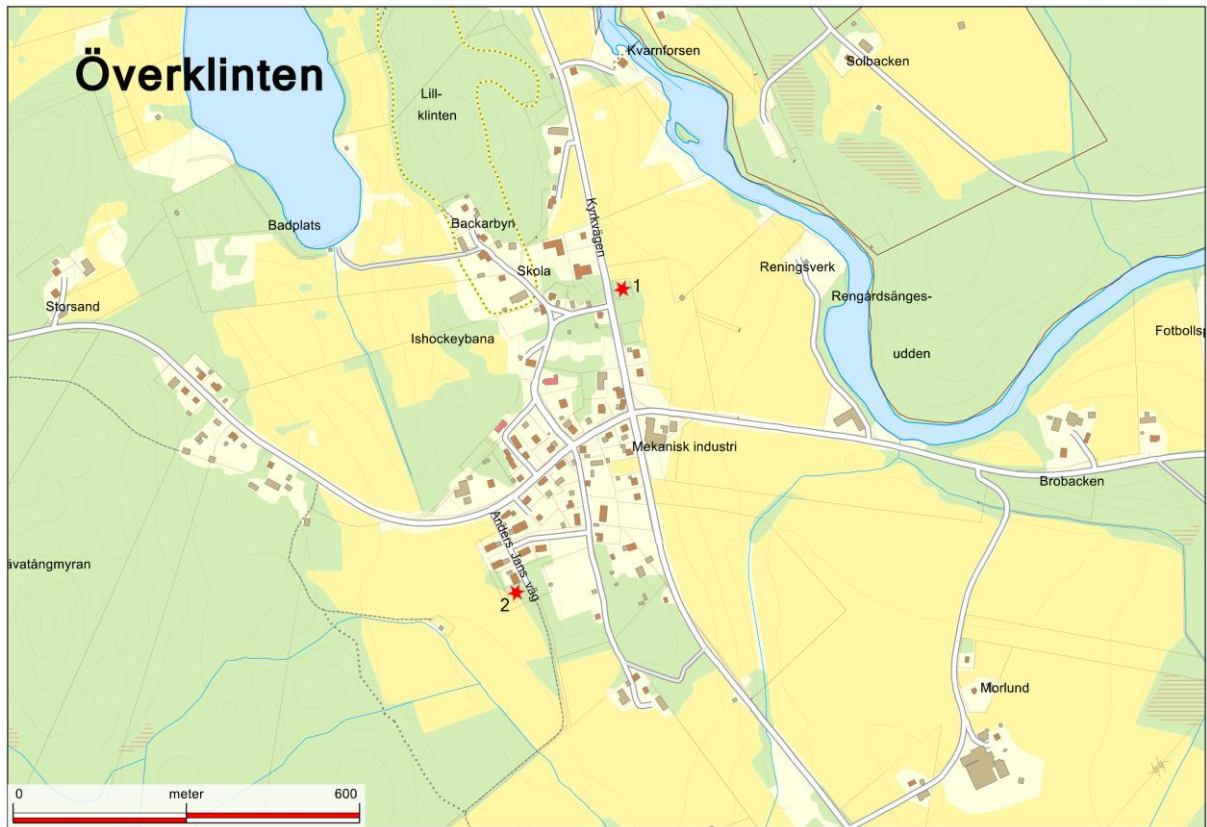 Överklinten
Kvarnforsen
Solbacken
Lill-
klinten
Kyrkvägen
Badplats
Backarbyn
Skola
1
Reningsverk
Rengårdsänges-
udden
Storsand
Ishockeybana
Fotbollsp
Mekanisk industri
Brobacken
Anders Jans väg
ävatångmyran
2
Morlund
0 meter 600